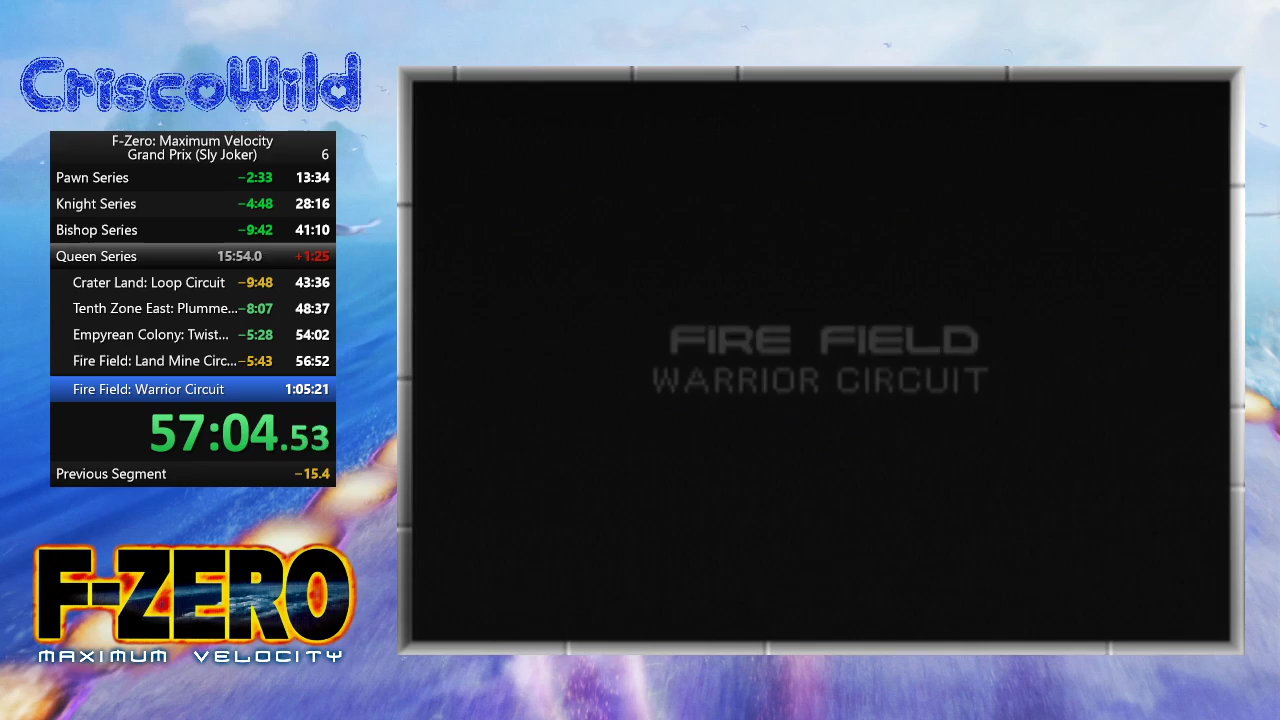 CriscoWild
F-Zero: Maximum Velocity
Grand Prix (Sly Joker) 6
Pawn Series −2:33 13:34
Knight Series −4:48 28:16
Bishop Series −9:42 41:10
Queen Series 15:54.0 +1:25
Crater Land: Loop Circuit −9:48 43:36
Tenth Zone East: Plumme... −8:07 48:37
Empyrean Colony: Twist... −5:28 54:02
Fire Field: Land Mine Circ... −5:43 56:52
Fire Field: Warrior Circuit 1:05:21
57:04.53
Previous Segment −15.4
F-ZERO
MAXIMUM VELOCITY
FIRE FIELD
WARRIOR CIRCUIT